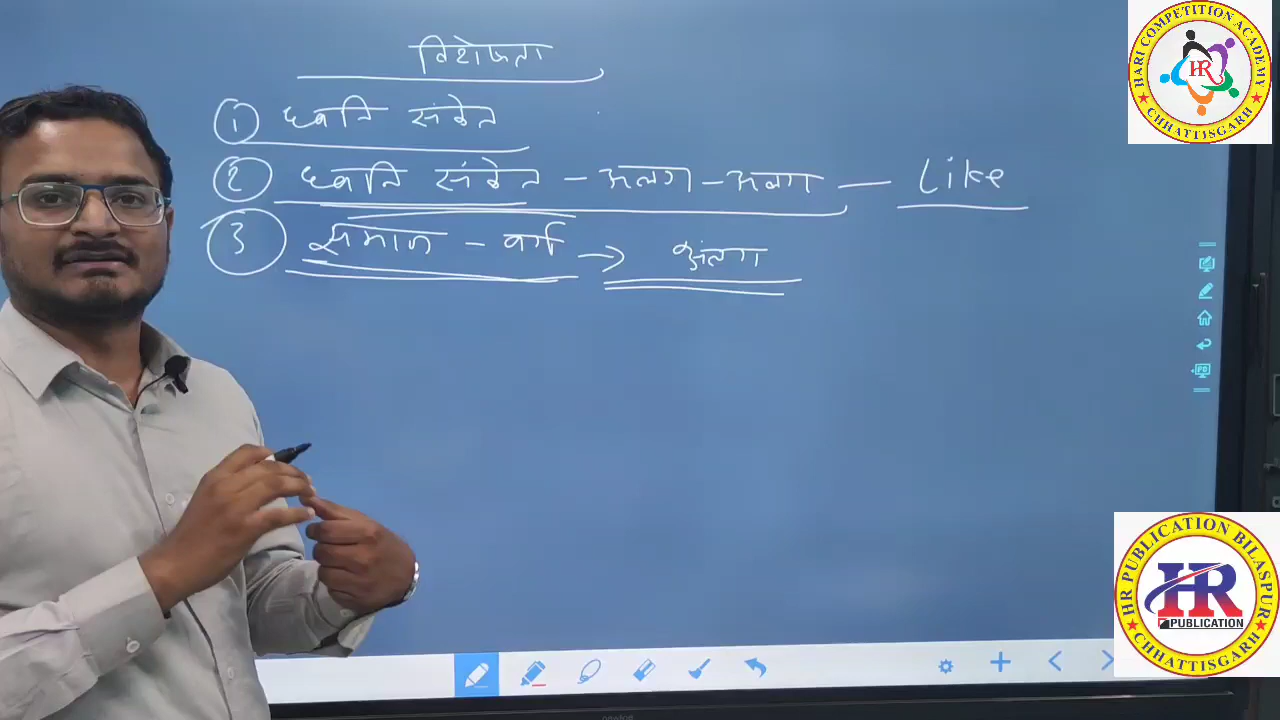 विशेषता
① ध्वनि संकेत
② ध्वनि संकेत - अलग - अलग — Like
③ समान - वर्ग → अंलग
HARI COMPETITION ACADEMY
HR
★ CHHATTISGARH ★
HR PUBLICATION BILASPUR
HR
PUBLICATION
★ CHHATTISGARH ★